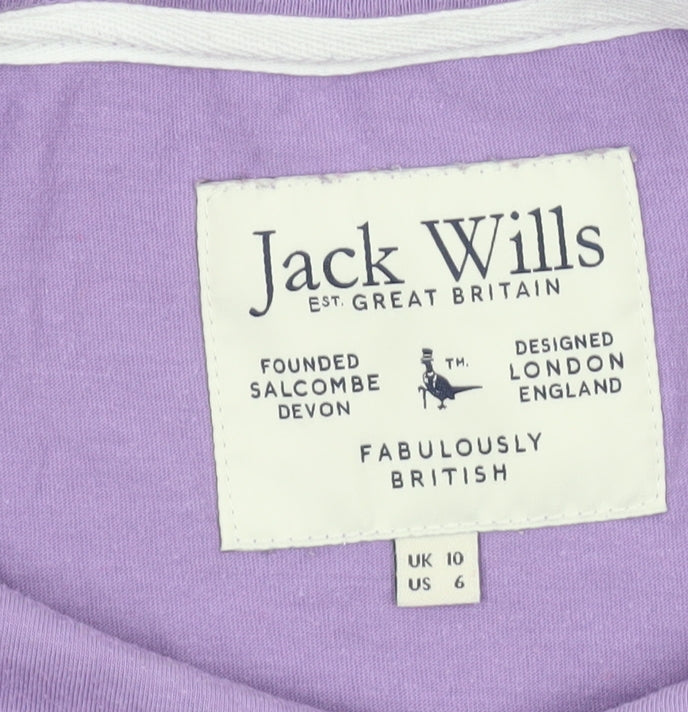 Jack Wills
EST. GREAT BRITAIN
FOUNDED
SALCOMBE
DEVON
TM.
DESIGNED
LONDON
ENGLAND
FABULOUSLY
BRITISH
UK 10
US 6